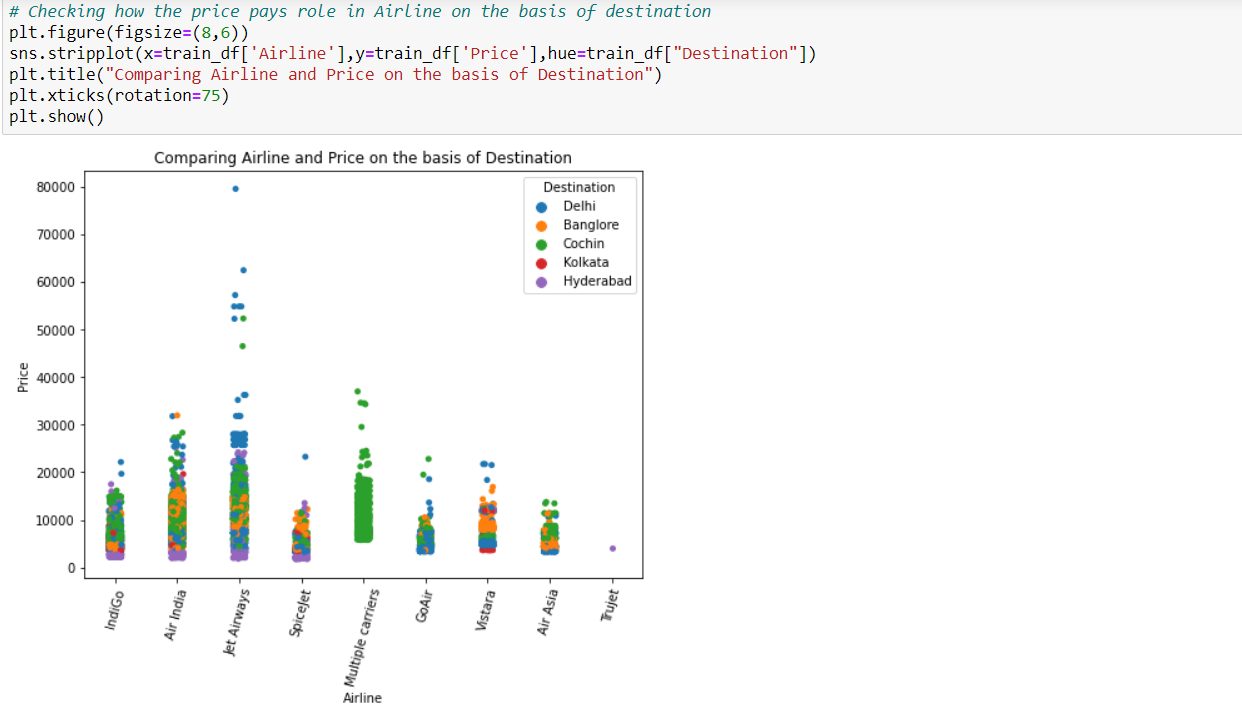 # Checking how the price pays role in Airline on the basis of destination
plt.figure(figsize=(8,6))
sns.stripplot(x=train_df['Airline'],y=train_df['Price'],hue=train_df["Destination"])
plt.title("Comparing Airline and Price on the basis of Destination")
plt.xticks(rotation=75)
plt.show()
Comparing Airline and Price on the basis of Destination
Destination
Delhi
Banglore
Cochin
Kolkata
Hyderabad
80000
70000
60000
50000
40000
30000
20000
10000
0
Price
IndiGo
Air India
Jet Airways
SpiceJet
Multiple carriers
GoAir
Vistara
Air Asia
Trujet
Airline